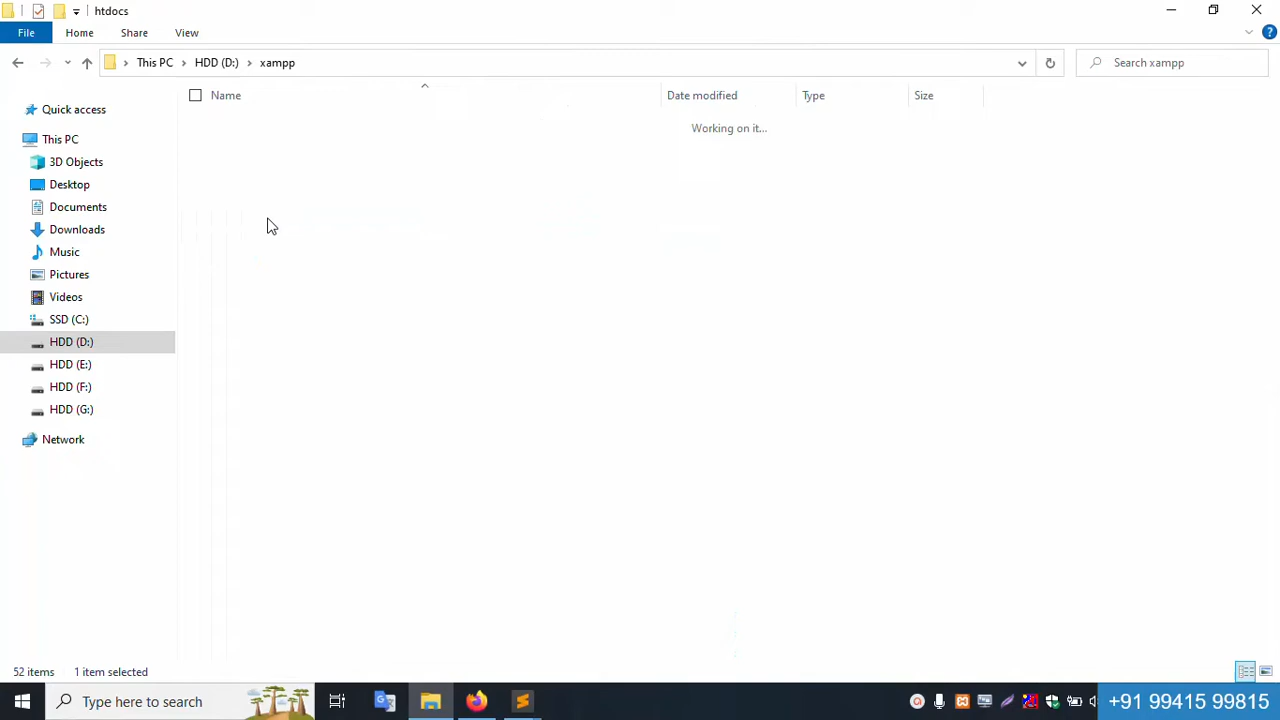 htdocs
File Home Share View
This PC HDD (D:) xampp Search xampp
Name Date modified Type Size
Working on it...
Quick access
This PC
3D Objects
Desktop
Documents
Downloads
Music
Pictures
Videos
SSD (C:)
HDD (D:)
HDD (E:)
HDD (F:)
HDD (G:)
Network
52 items 1 item selected
Type here to search
+91 99415 99815